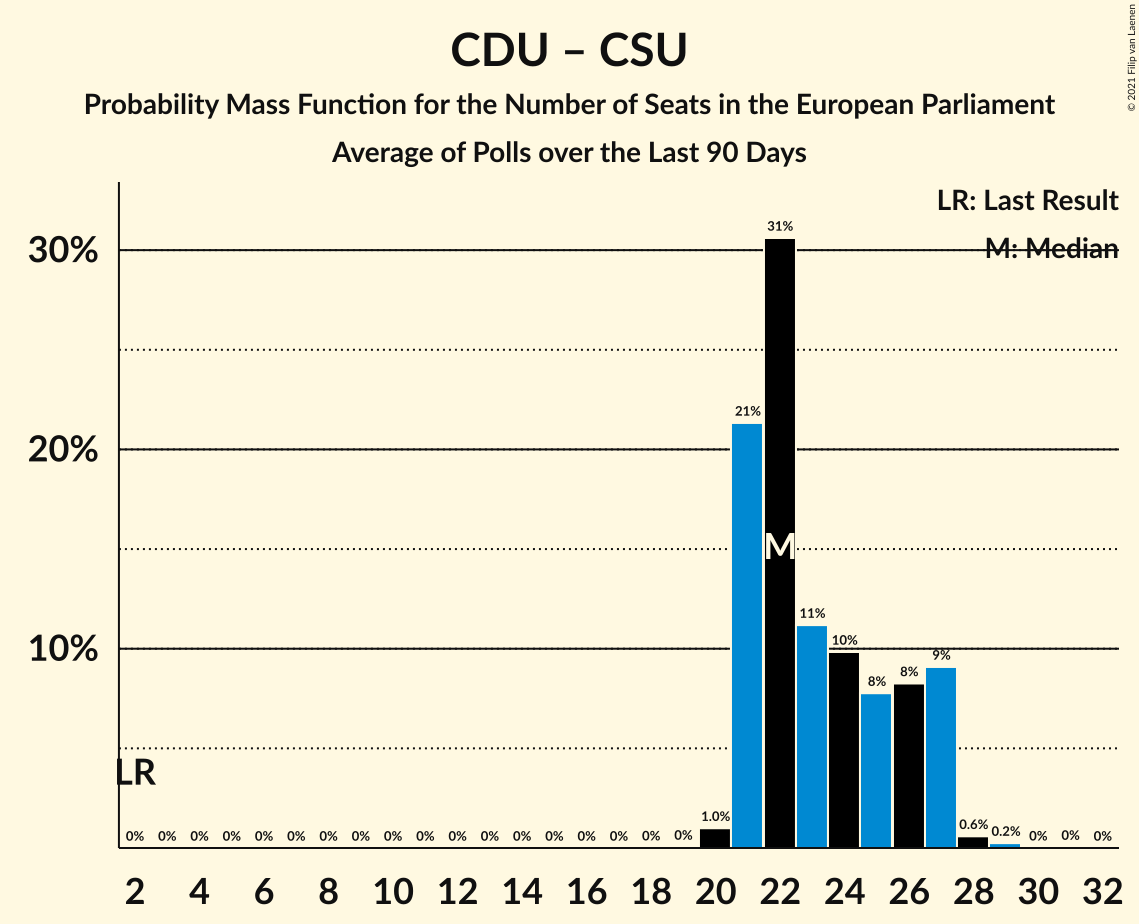 CDU – CSU
Probability Mass Function for the Number of Seats in the European Parliament
Average of Polls over the Last 90 Days
© 2021 Filip van Laenen
LR: Last Result
M: Median
30%
20%
10%
31%
21%
M
11%
10%
8%
8%
9%
LR
0% 0% 0% 0% 0% 0% 0% 0% 0% 0% 0% 0% 0% 0% 0% 0% 0% 0% 1.0% 0.6% 0.2% 0% 0% 0%
2 4 6 8 10 12 14 16 18 20 22 24 26 28 30 32